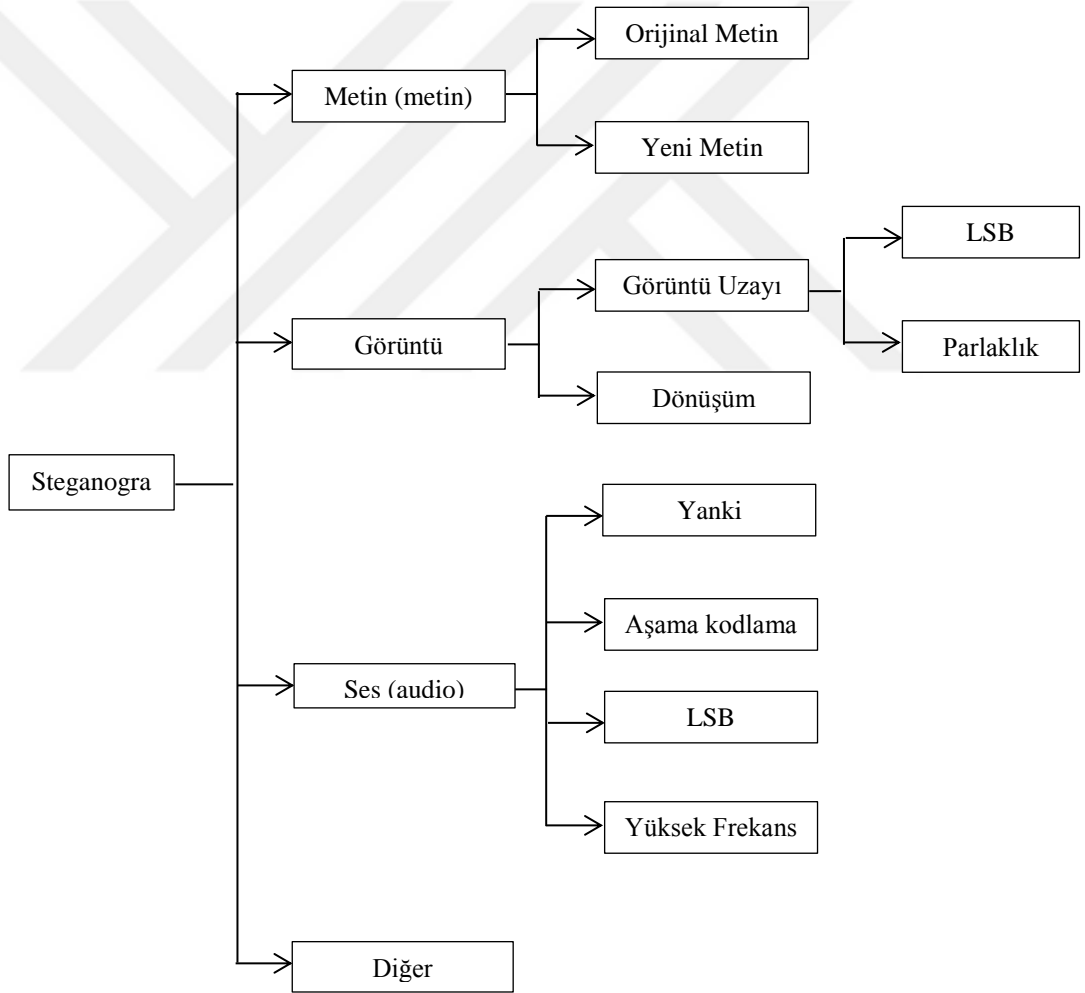 Orijinal Metin
Metin (metin)
Yeni Metin
LSB
Görüntü Uzayı
Görüntü
Parlaklık
Dönüşüm
Steganogra
Yanki
Aşama kodlama
Ses (audio)
LSB
Yüksek Frekans
Diğer